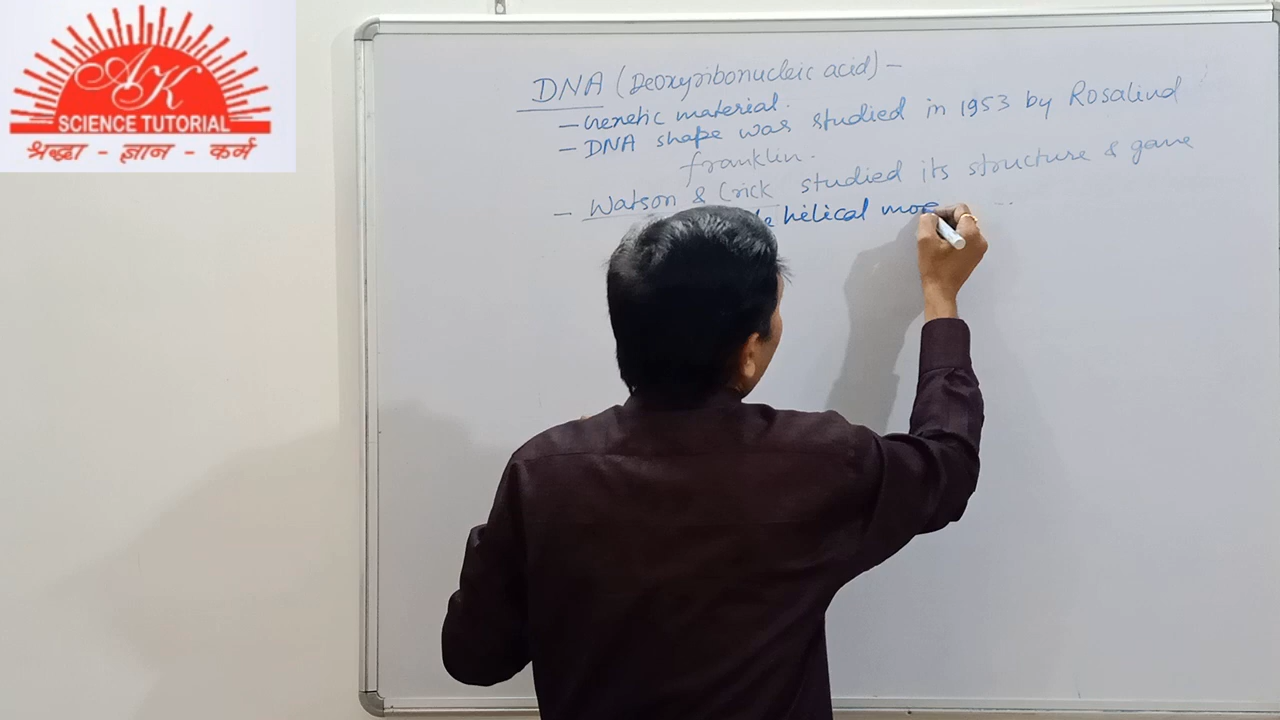 AK
SCIENCE TUTORIAL
श्रद्धा - ज्ञान - कर्म
DNA (Deoxyribonucleic acid) -
- Genetic material.
- DNA shape was studied in 1953 by Rosalind
franklin.
- Watson & Crick studied its structure & gave
helical